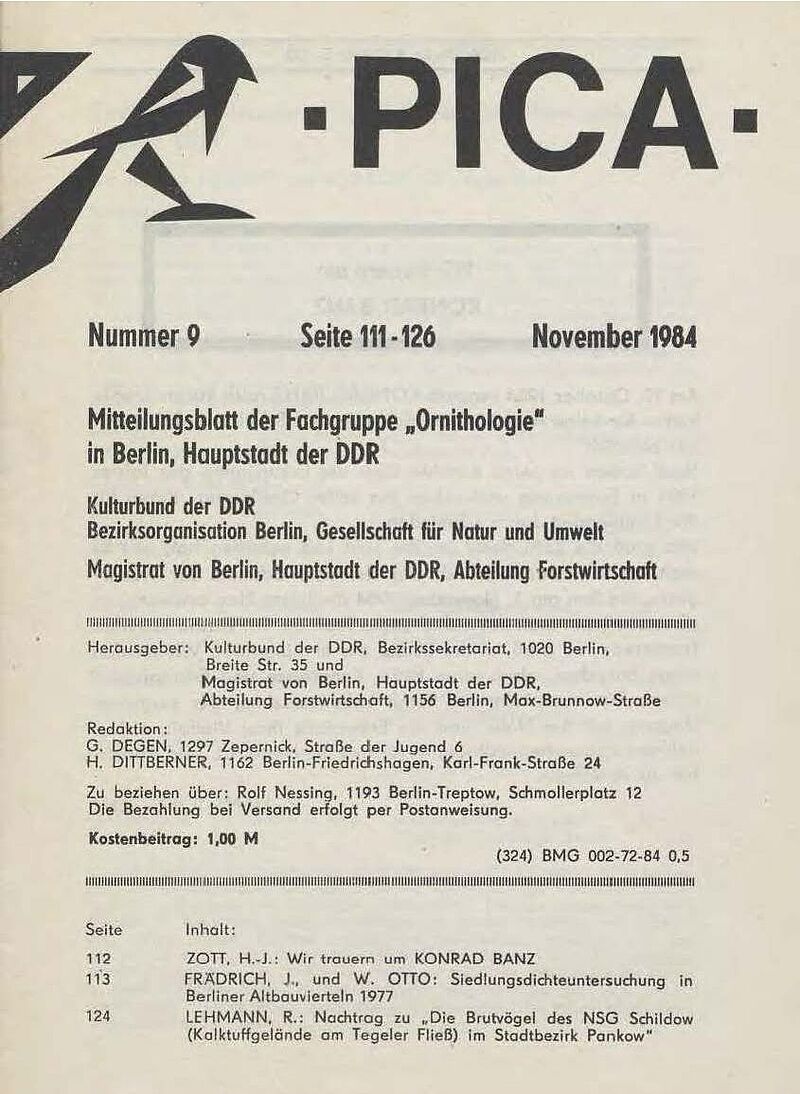 ·PICA·
Nummer 9 Seite 111-126 November 1984
Mitteilungsblatt der Fachgruppe „Ornithologie"
in Berlin, Hauptstadt der DDR
Kulturbund der DDR
Bezirksorganisation Berlin, Gesellschaft für Natur und Umwelt
Magistrat von Berlin, Hauptstadt der DDR, Abteilung Forstwirtschaft
Herausgeber: Kulturbund der DDR, Bezirkssekretariat, 1020 Berlin,
Breite Str. 35 und
Magistrat von Berlin, Hauptstadt der DDR,
Abteilung Forstwirtschaft, 1156 Berlin, Max-Brunnow-Straße
Redaktion:
G. DEGEN, 1297 Zepernick, Straße der Jugend 6
H. DITTBERNER, 1162 Berlin-Friedrichshagen, Karl-Frank-Straße 24
Zu beziehen über: Rolf Nessing, 1193 Berlin-Treptow, Schmollerplatz 12
Die Bezahlung bei Versand erfolgt per Postanweisung.
Kostenbeitrag: 1,00 M
(324) BMG 002-72-84 0,5
Seite Inhalt:
112 ZOTT, H.-J.: Wir trauern um KONRAD BANZ
113 FRÄDRICH, J., und W. OTTO: Siedlungsdichteuntersuchung in
Berliner Altbauvierteln 1977
124 LEHMANN, R.: Nachtrag zu „Die Brutvögel des NSG Schildow
(Kalktuffgelände am Tegeler Fließ) im Stadtbezirk Pankow"